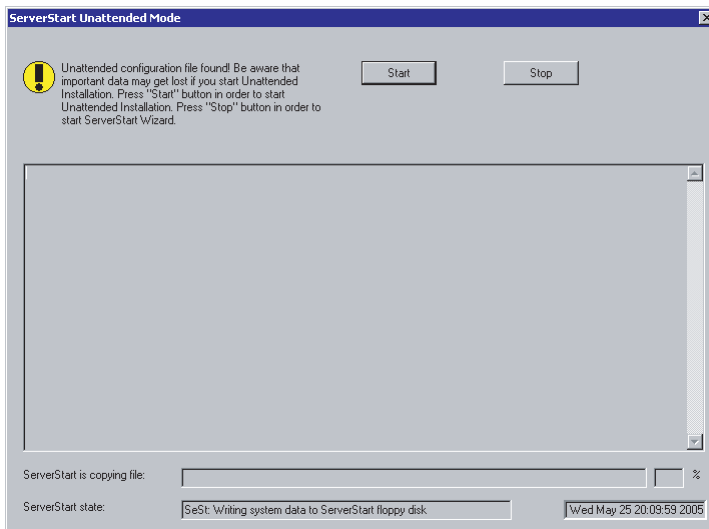 ServerStart Unattended Mode
Unattended configuration file found! Be aware that
important data may get lost if you start Unattended
Installation. Press "Start" button in order to start
Unattended Installation. Press "Stop" button in order to
start ServerStart Wizard.
Start
Stop
ServerStart is copying file:
%
ServerStart state:
SeSt: Writing system data to ServerStart floppy disk
Wed May 25 20:09:59 2005